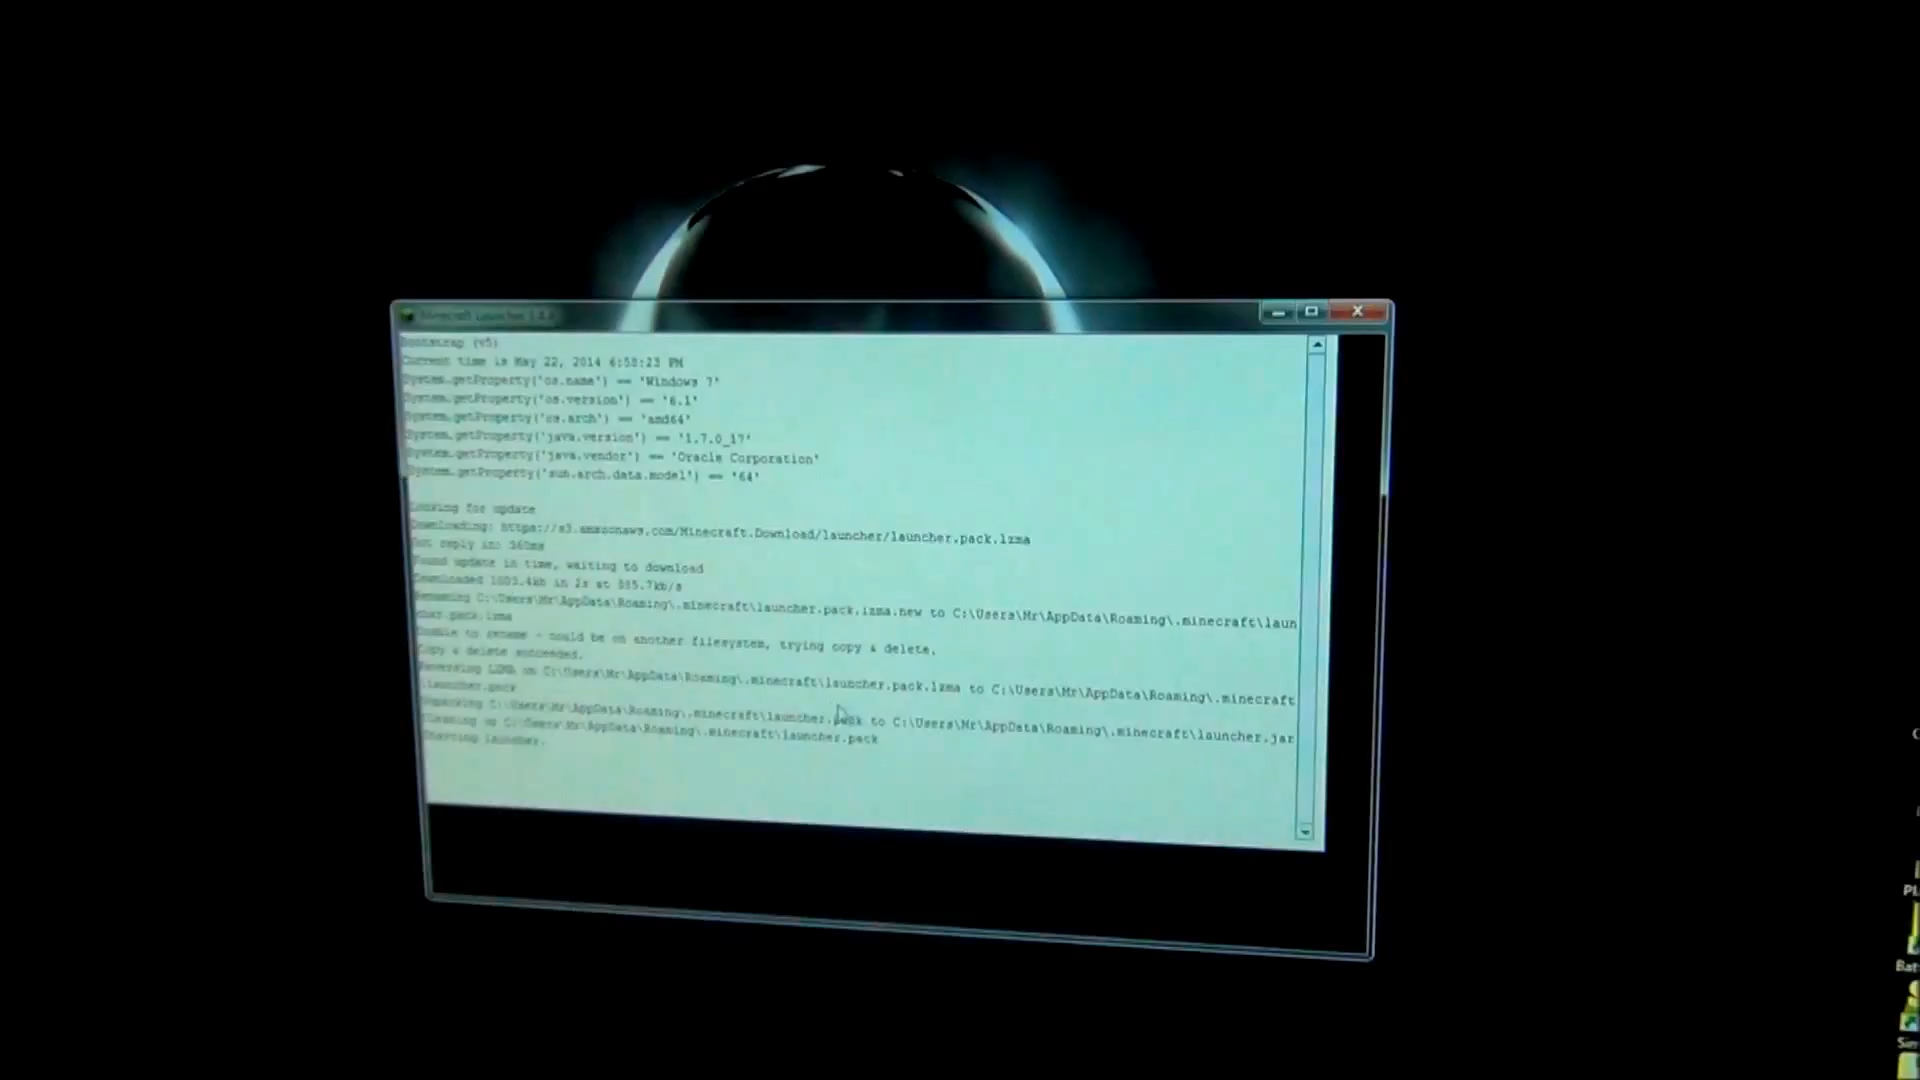 Minecraft Launcher
Bootstrap (v5)
Current time is May 22, 2014 6:58:23 PM
System.getProperty('os.name') == 'Windows 7'
System.getProperty('os.version') == '6.1'
System.getProperty('os.arch') == 'amd64'
System.getProperty('java.version') == '1.7.0_17'
System.getProperty('java.vendor') == 'Oracle Corporation'
System.getProperty('sun.arch.data.model') == '64'
Looking for update
Downloading: https://s3.amazonaws.com/Minecraft.Download/launcher/launcher.pack.lzma
Got reply in: 560ms
Found update in time, waiting to download
Downloaded in 2s at
Renaming C:\Users\Mr\AppData\Roaming\.minecraft\launcher.pack.lzma.new to C:\Users\Mr\AppData\Roaming\.minecraft\laun
cher.pack.lzma
Unable to rename - could be on another filesystem, trying copy & delete.
Copy & delete succeeded.
Reversing LZMA on C:\Users\Mr\AppData\Roaming\.minecraft\launcher.pack.lzma to C:\Users\Mr\AppData\Roaming\.minecraft
\launcher.pack
Unpacking C:\Users\Mr\AppData\Roaming\.minecraft\launcher.pack to C:\Users\Mr\AppData\Roaming\.minecraft\launcher.jar
Cleaning up C:\Users\Mr\AppData\Roaming\.minecraft\launcher.pack
Starting launcher.
Bat